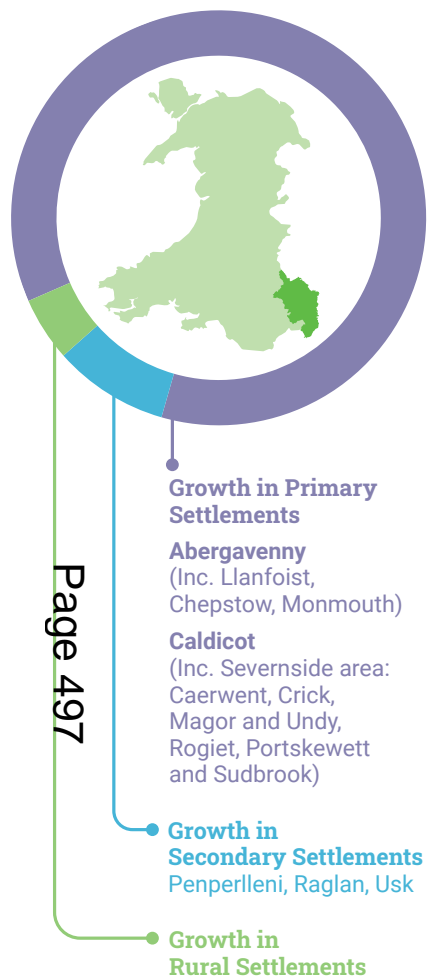 Growth in Primary
Settlements
Abergavenny
(Inc. Llanfoist,
Chepstow, Monmouth)
Caldicot
(Inc. Severnside area:
Caerwent, Crick,
Magor and Undy,
Rogiet, Portskewett
and Sudbrook)
Page 497
Growth in
Secondary Settlements
Penperlleni, Raglan, Usk
Growth in
Rural Settlements